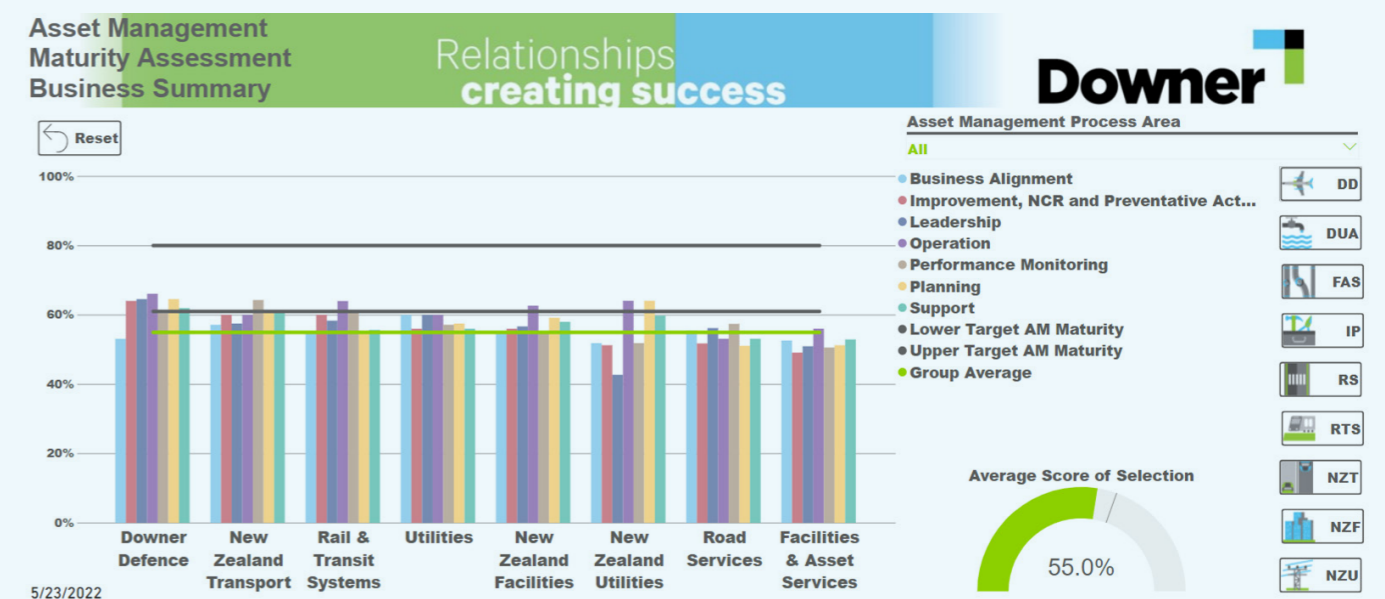 Asset Management
Maturity Assessment
Business Summary
Relationships
creating success
Downer
Reset
Asset Management Process Area
All
Business Alignment
Improvement, NCR and Preventative Act...
Leadership
Operation
Performance Monitoring
Planning
Support
Lower Target AM Maturity
Upper Target AM Maturity
Group Average
DD
DUA
FAS
IP
RS
RTS
NZT
NZF
NZU
100%
80%
60%
40%
20%
0%
Downer
Defence
New
Zealand
Transport
Rail &
Transit
Systems
Utilities
New
Zealand
Facilities
New
Zealand
Utilities
Road
Services
Facilities
& Asset
Services
Average Score of Selection
55.0%
5/23/2022